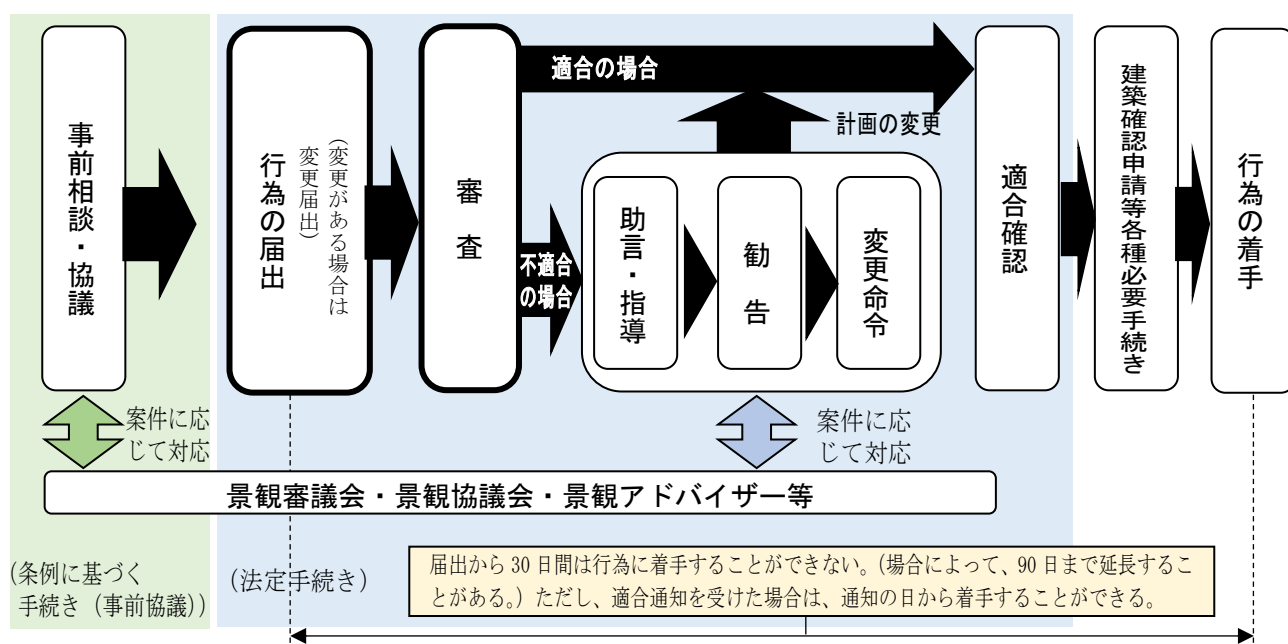 事前相談・協議
行為の届出
(変更がある場合は
変更届出)
審査
適合の場合
不適合
の場合
助言・指導
勧告
変更命令
計画の変更
適合確認
建築確認申請等各種必要手続き
行為の着手
案件に応
じて対応
案件に応
じて対応
景観審議会・景観協議会・景観アドバイザー等
(条例に基づく
手続き（事前協議）)
(法定手続き)
届出から 30 日間は行為に着手することができない。(場合によって、90 日まで延長するこ
とがある。) ただし、適合通知を受けた場合は、通知の日から着手することができる。